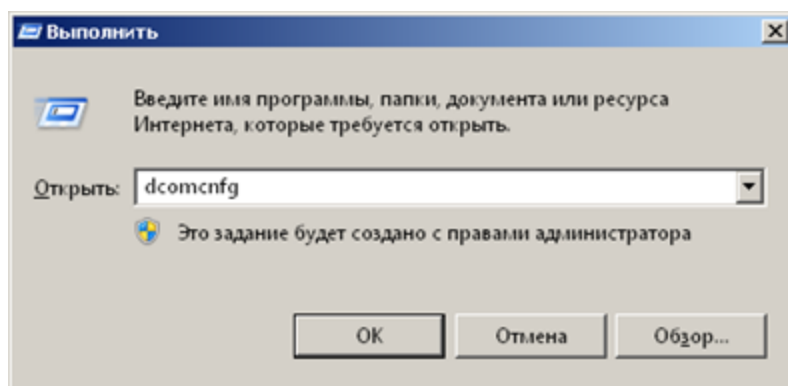 Выполнить
Введите имя программы, папки, документа или ресурса
Интернета, которые требуется открыть.
Открыть: dcomcnfg
Это задание будет создано с правами администратора
ОК Отмена Обзор...